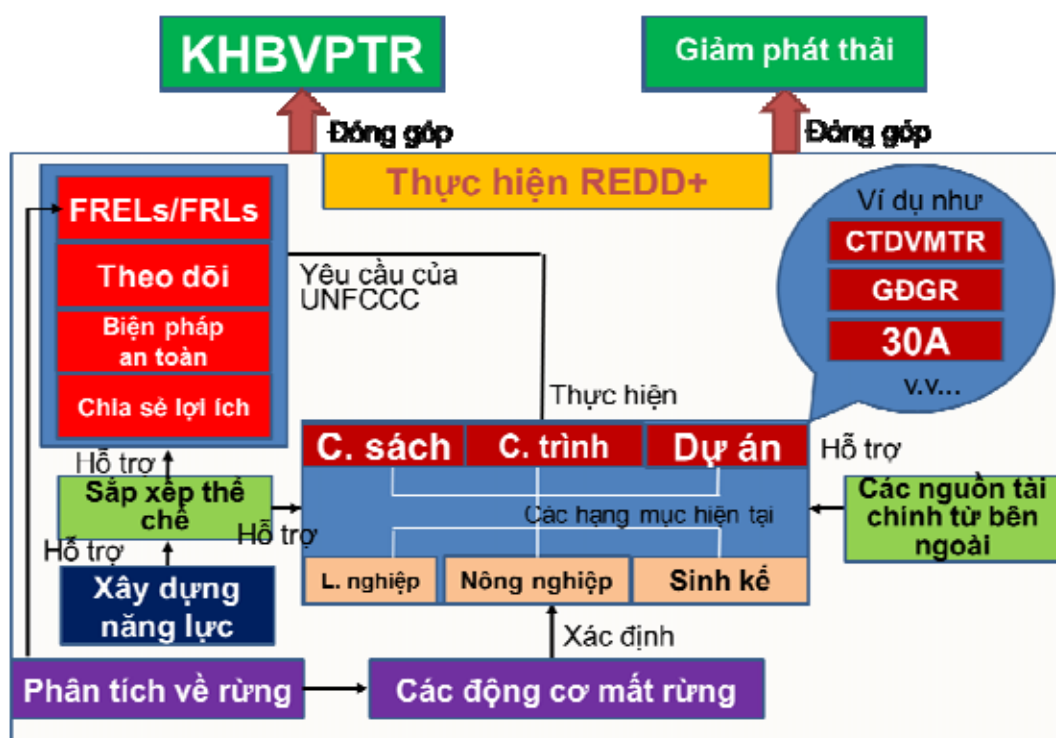 KHBVPTR
Giảm phát thải
Đóng góp
Đóng góp
Thực hiện REDD+
FRELs/FRLs
Theo dõi
Biện pháp
an toàn
Chia sẻ lợi ích
Yêu cầu của
UNFCCC
Ví dụ như
CTDVMTR
GĐGR
30A
v.v...
Thực hiện
C. sách
C. trình
Dự án
Hỗ trợ
Hỗ trợ
Sắp xếp thể
chế
Hỗ trợ
Các hạng mục hiện tại
Các nguồn tài
chính từ bên
ngoài
Hỗ trợ
Xây dựng
năng lực
L. nghiệp
Nông nghiệp
Sinh kế
Xác định
Phân tích về rừng
Các động cơ mất rừng